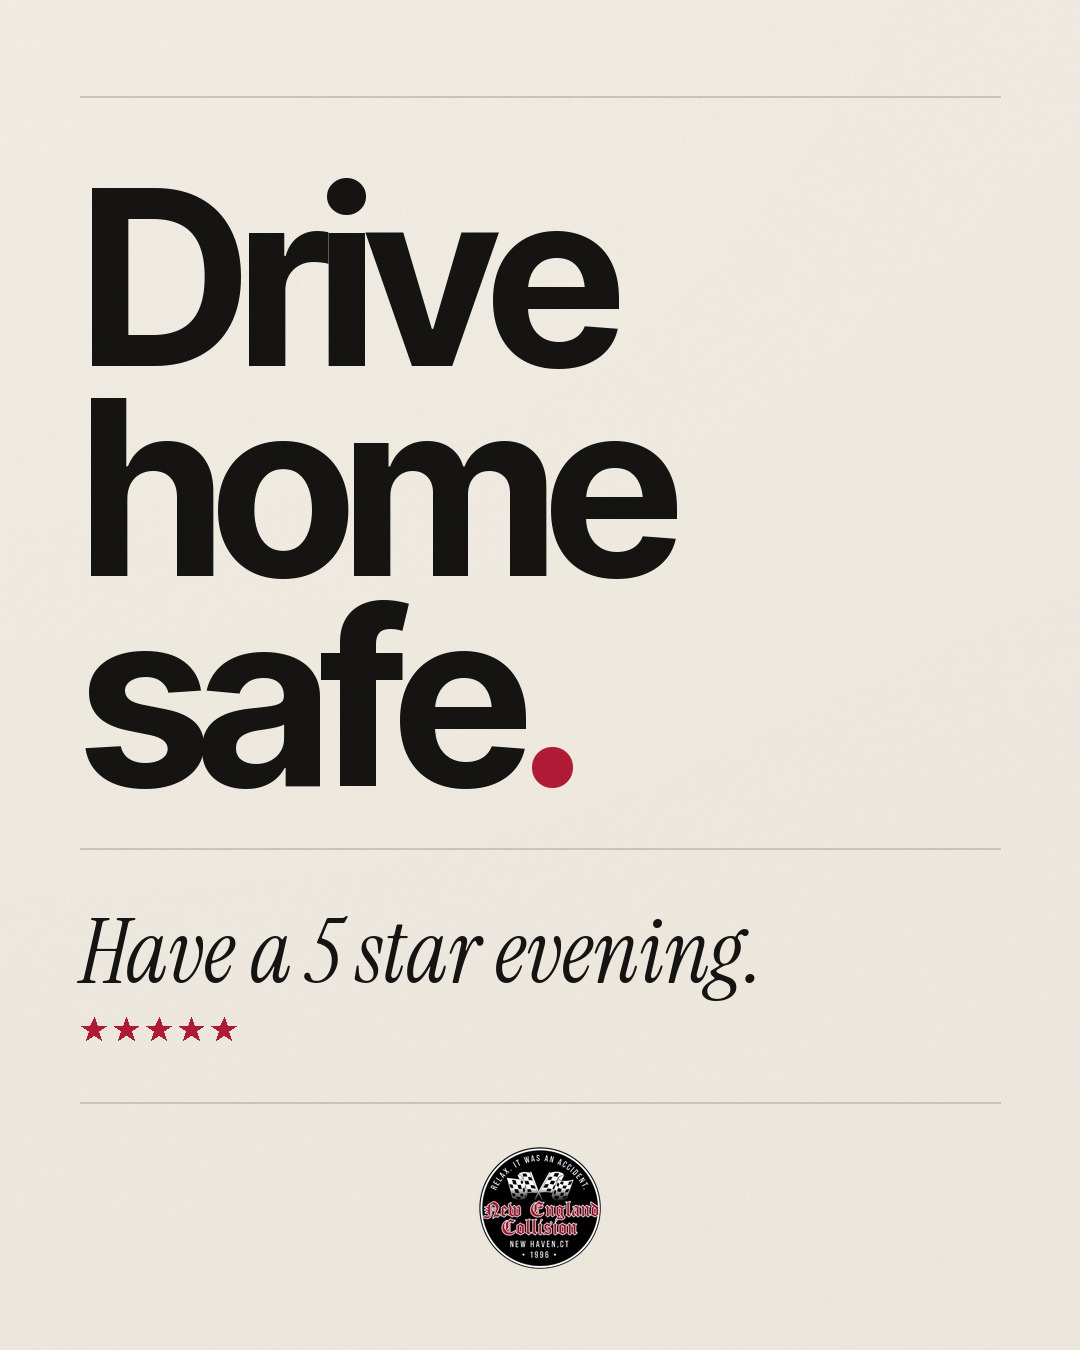 Drive
home
safe.
Have a 5 star evening.
RELAX, IT WAS AN ACCIDENT.
New England
Collision
NEW HAVEN, CT
• 1996 •